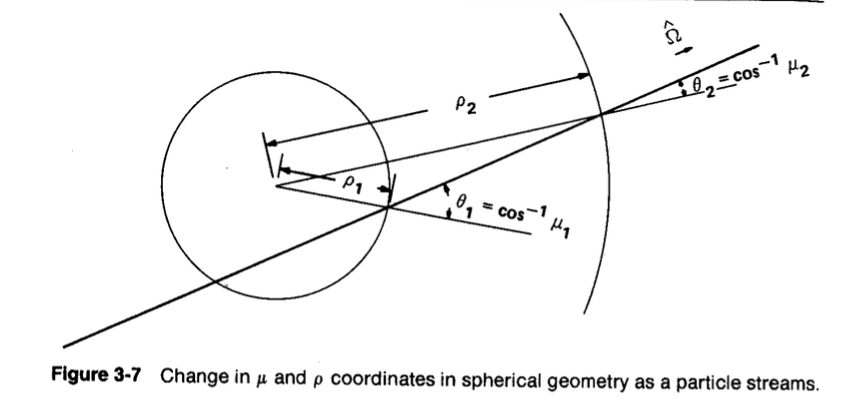 Ω̂
ρ₂
θ₂ = cos⁻¹ μ₂
ρ₁
θ₁ = cos⁻¹ μ₁
Figure 3-7 Change in μ and ρ coordinates in spherical geometry as a particle streams.